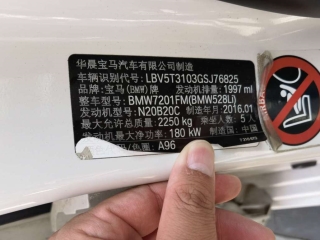 华晨宝马汽车有限公司制造
车辆识别代号: LBV5T3103GSJ76825
品牌: 宝马(BMW)牌 发动机排量: 1997 ml
整车型号: BMW7201FM(BMW528Li)
发动机型号: N20B20C 制造年月: 2016.01
最大允许总质量: 2250 kg 乘坐人数: 5 人
最大净功率: 180 kW 制造国: 中国
A96
AIRBAG